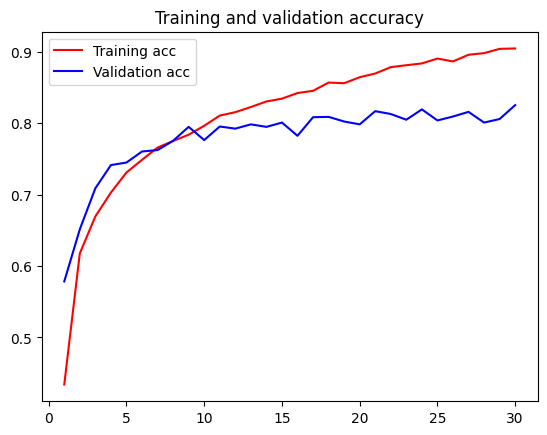 Training and validation accuracy
Training acc
Validation acc
0.9
0.8
0.7
0.6
0.5
0 5 10 15 20 25 30